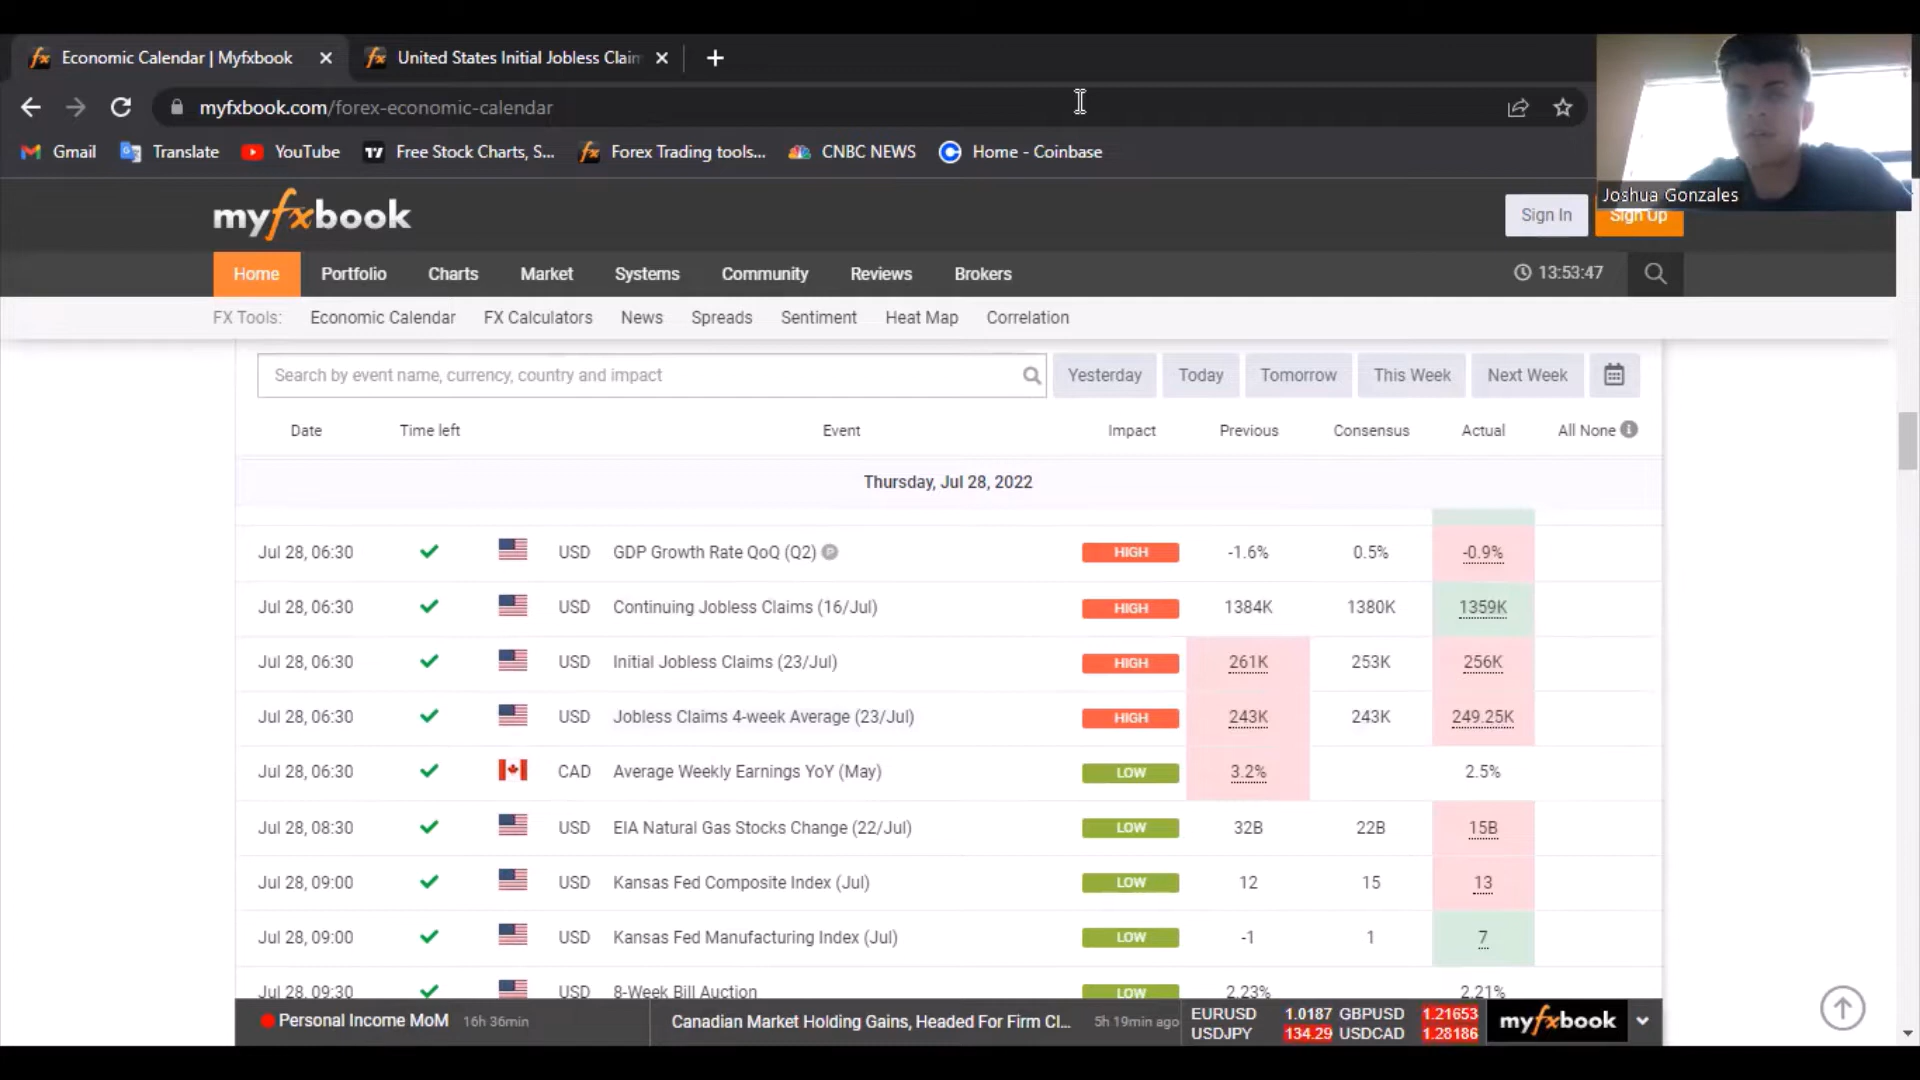 Economic Calendar | Myfxbook
United States Initial Jobless Clain
myfxbook.com/forex-economic-calendar
Gmail Translate YouTube Free Stock Charts, S... Forex Trading tools... CNBC NEWS Home - Coinbase
Joshua Gonzales
myfxbook
Sign In Sign Up
Home Portfolio Charts Market Systems Community Reviews Brokers 13:53:47
FX Tools: Economic Calendar FX Calculators News Spreads Sentiment Heat Map Correlation
Search by event name, currency, country and impact Yesterday Today Tomorrow This Week Next Week
Date Time left Event Impact Previous Consensus Actual All None
Thursday, Jul 28, 2022
Jul 28, 06:30 USD GDP Growth Rate QoQ (Q2) P HIGH -1.6% 0.5% -0.9%
Jul 28, 06:30 USD Continuing Jobless Claims (16/Jul) HIGH 1384K 1380K 1359K
Jul 28, 06:30 USD Initial Jobless Claims (23/Jul) HIGH 261K 253K 256K
Jul 28, 06:30 USD Jobless Claims 4-week Average (23/Jul) HIGH 243K 243K 249.25K
Jul 28, 06:30 CAD Average Weekly Earnings YoY (May) LOW 3.2% 2.5%
Jul 28, 08:30 USD EIA Natural Gas Stocks Change (22/Jul) LOW 32B 22B 15B
Jul 28, 09:00 USD Kansas Fed Composite Index (Jul) LOW 12 15 13
Jul 28, 09:00 USD Kansas Fed Manufacturing Index (Jul) LOW -1 1 7
Jul 28, 09:30 USD 8-Week Bill Auction LOW 2.23% 2.21%
Personal Income MoM 16h 36min Canadian Market Holding Gains, Headed For Firm Cl... 5h 19min ago
EURUSD 1.0187 GBPUSD 1.21653
USDJPY 134.29 USDCAD 1.28186
myfxbook